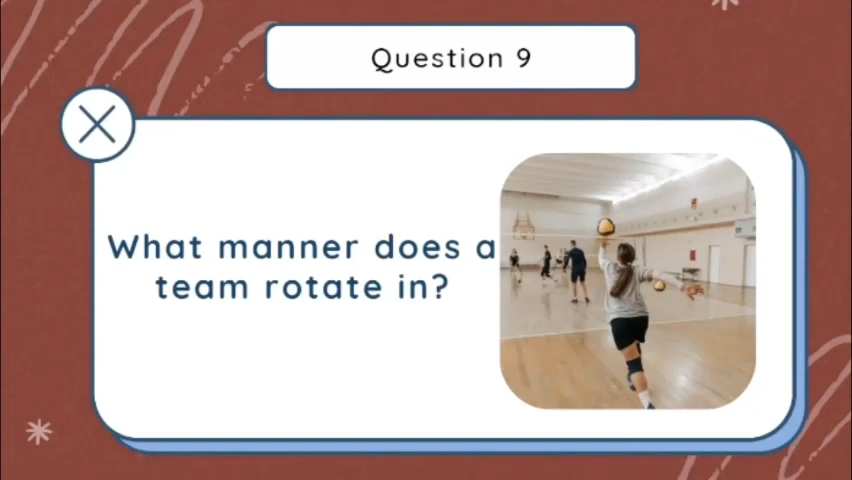 Question 9
What manner does a
team rotate in?